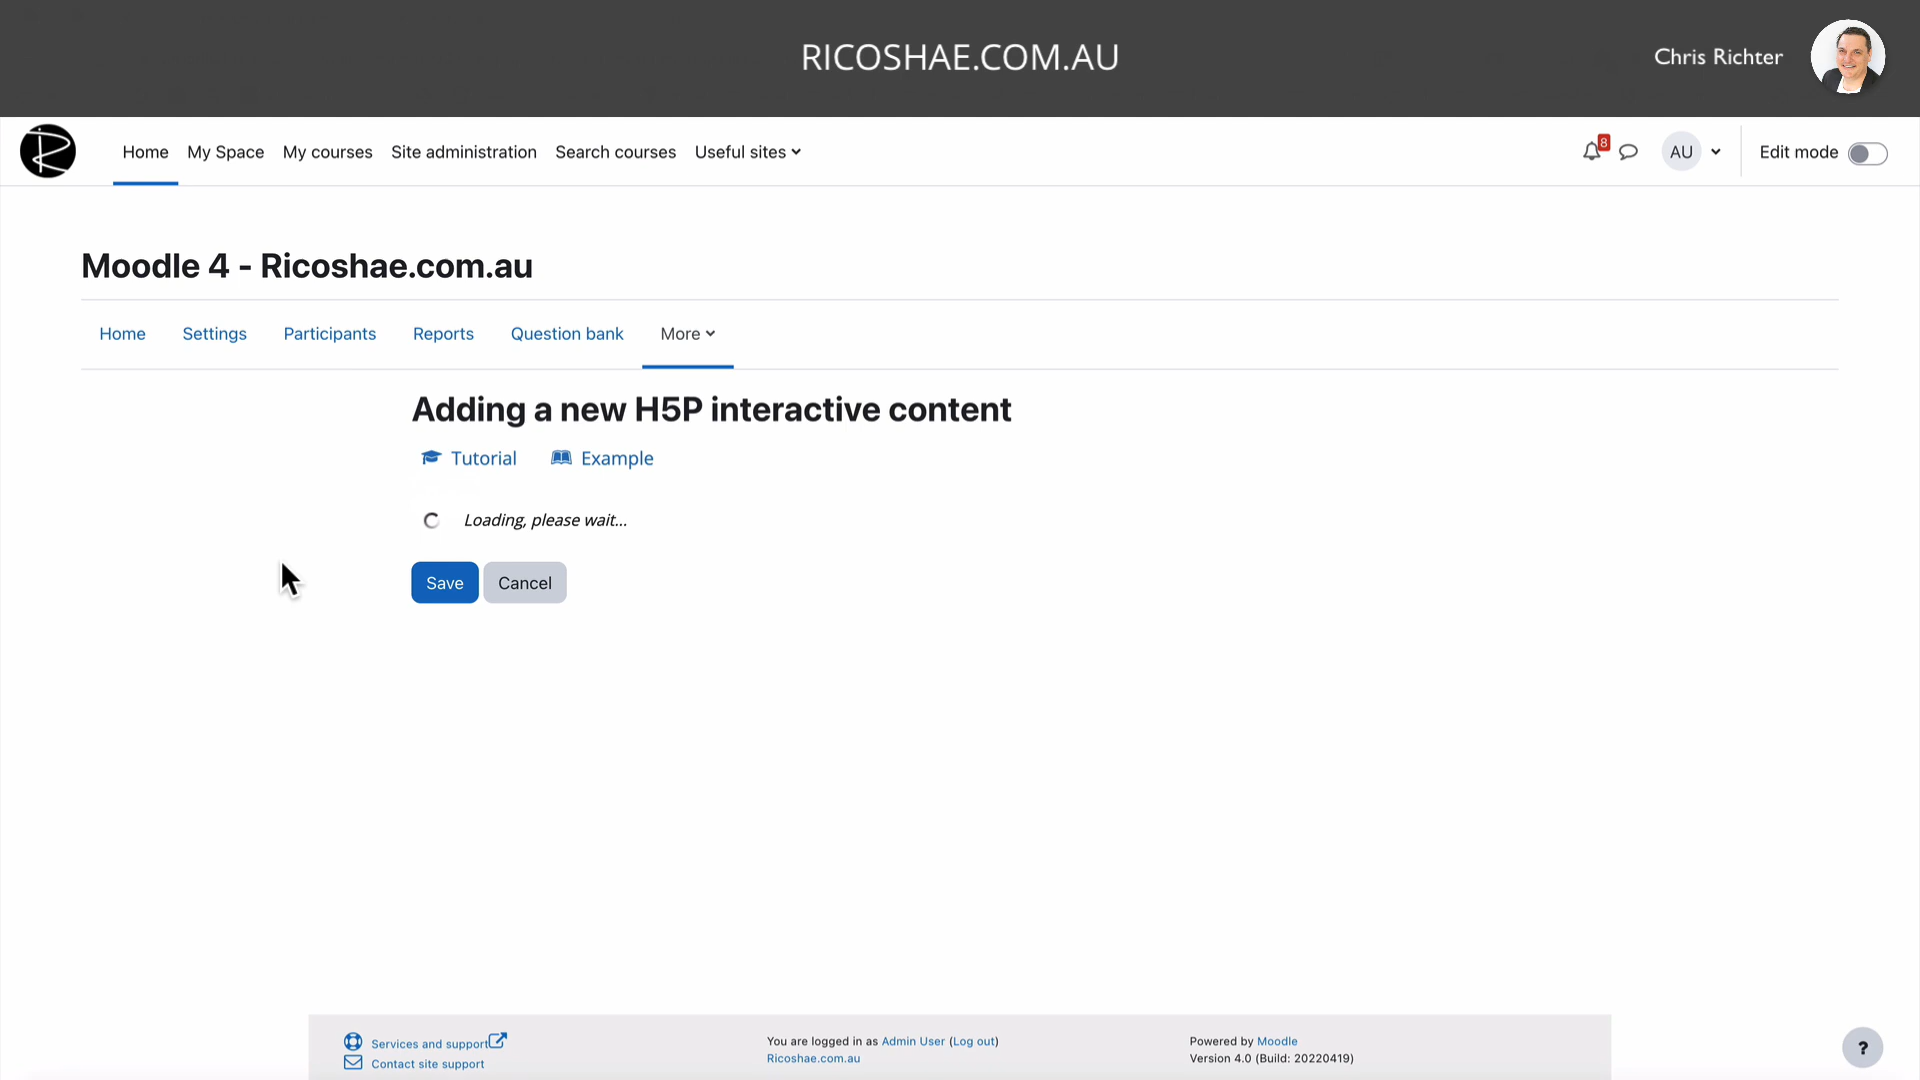 RICOSHAE.COM.AU
Chris Richter
Home My Space My courses Site administration Search courses Useful sites
8
AU
Edit mode
Moodle 4 - Ricoshae.com.au
Home Settings Participants Reports Question bank More
Adding a new H5P interactive content
Tutorial Example
Loading, please wait...
Save Cancel
Services and support
Contact site support
You are logged in as Admin User (Log out)
Ricoshae.com.au
Powered by Moodle
Version 4.0 (Build: 20220419)
?